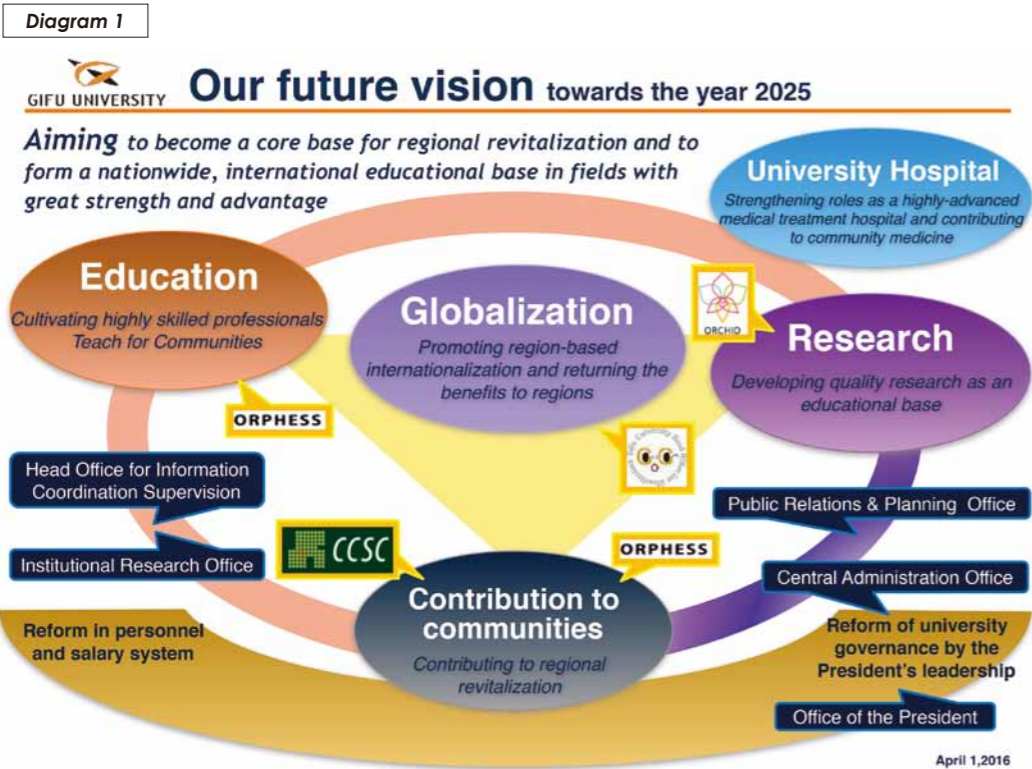 Diagram 1
GIFU UNIVERSITY
Our future vision towards the year 2025
Aiming to become a core base for regional revitalization and to
form a nationwide, international educational base in fields with
great strength and advantage
University Hospital
Strengthening roles as a highly-advanced
medical treatment hospital and contributing
to community medicine
Education
Cultivating highly skilled professionals
Teach for Communities
ORPHESS
Globalization
Promoting region-based
internationalization and returning the
benefits to regions
ORCHID
Research
Developing quality research as an
educational base
Head Office for Information
Coordination Supervision
Institutional Research Office
Public Relations & Planning Office
Central Administration Office
CCSC
ORPHESS
Contribution to
communities
Contributing to regional
revitalization
Reform in personnel
and salary system
Reform of university
governance by the
President's leadership
Office of the President
April 1,2016